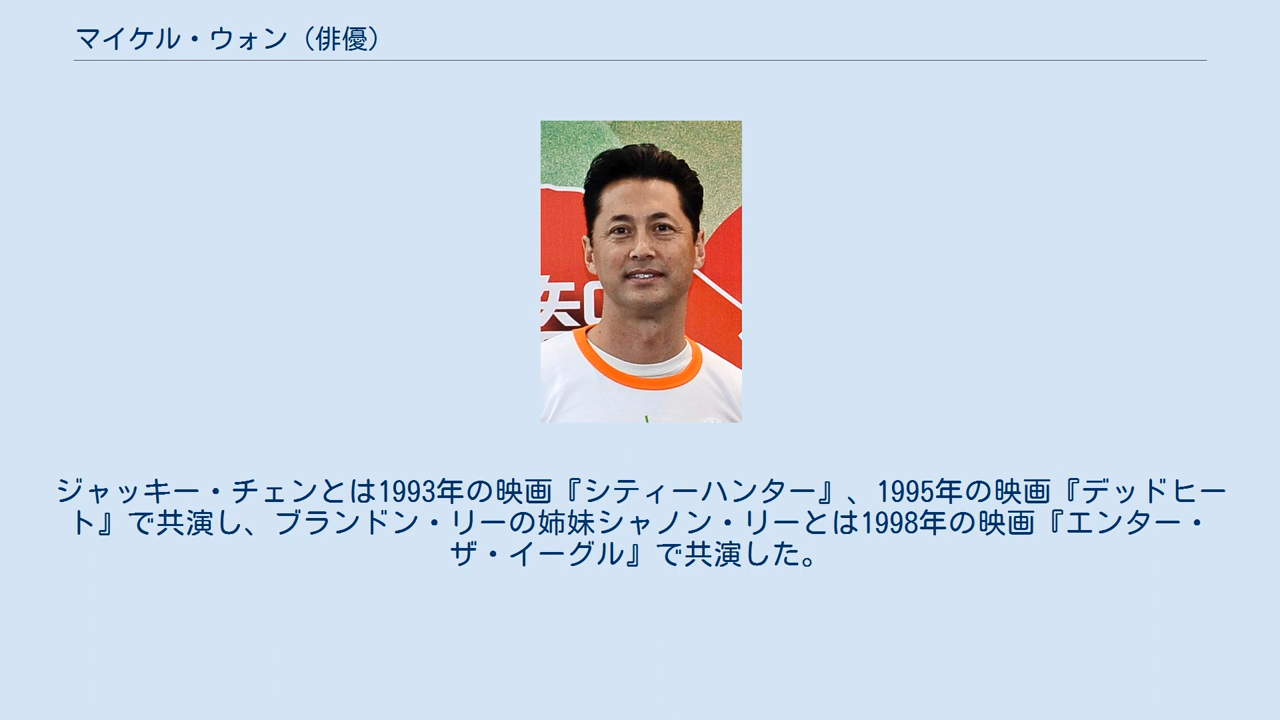 マイケル・ウォン（俳優）
矢
ジャッキー・チェンとは1993年の映画『シティーハンター』、1995年の映画『デッドヒー
ト』で共演し、ブランドン・リーの姉妹シャノン・リーとは1998年の映画『エンター・
ザ・イーグル』で共演した。